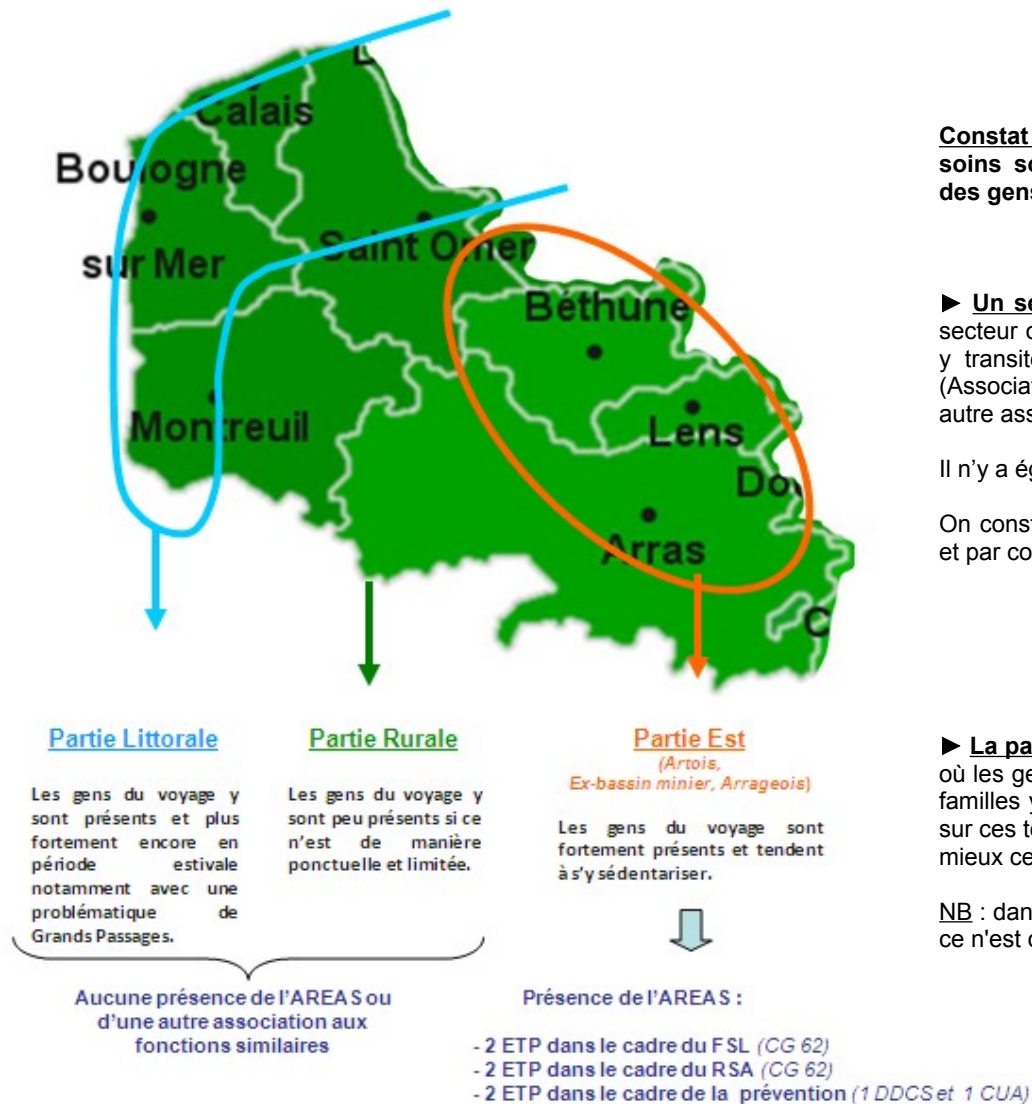 L
Calais
Boulogne
sur Mer
Saint Omer
Béthune
Montreuil
Lens
Do
Arras
C
Partie Littorale
Les gens du voyage y
sont présents et plus
fortement encore en
période estivale
notamment avec une
problématique de
Grands Passages.
Partie Rurale
Les gens du voyage y
sont peu présents si ce
n'est de manière
ponctuelle et limitée.
Partie Est
(Artois,
Ex-bassin minier, Arrageois)
Les gens du voyage sont
fortement présents et tendent
à s'y sédentariser.
Aucune présence de l'AREAS ou
d'une autre association aux
fonctions similaires
Présence de l'AREAS :
- 2 ETP dans le cadre du FSL (CG 62)
- 2 ETP dans le cadre du RSA (CG 62)
- 2 ETP dans le cadre de la prévention (1 DDCS et 1 CUA)
Constat
soins so
des gens
► Un se
secteur d
y transit
(Associat
autre ass
Il n'y a ég
On const
et par co
► La pa
où les ge
familles y
sur ces t
mieux ce
NB : dan
ce n'est